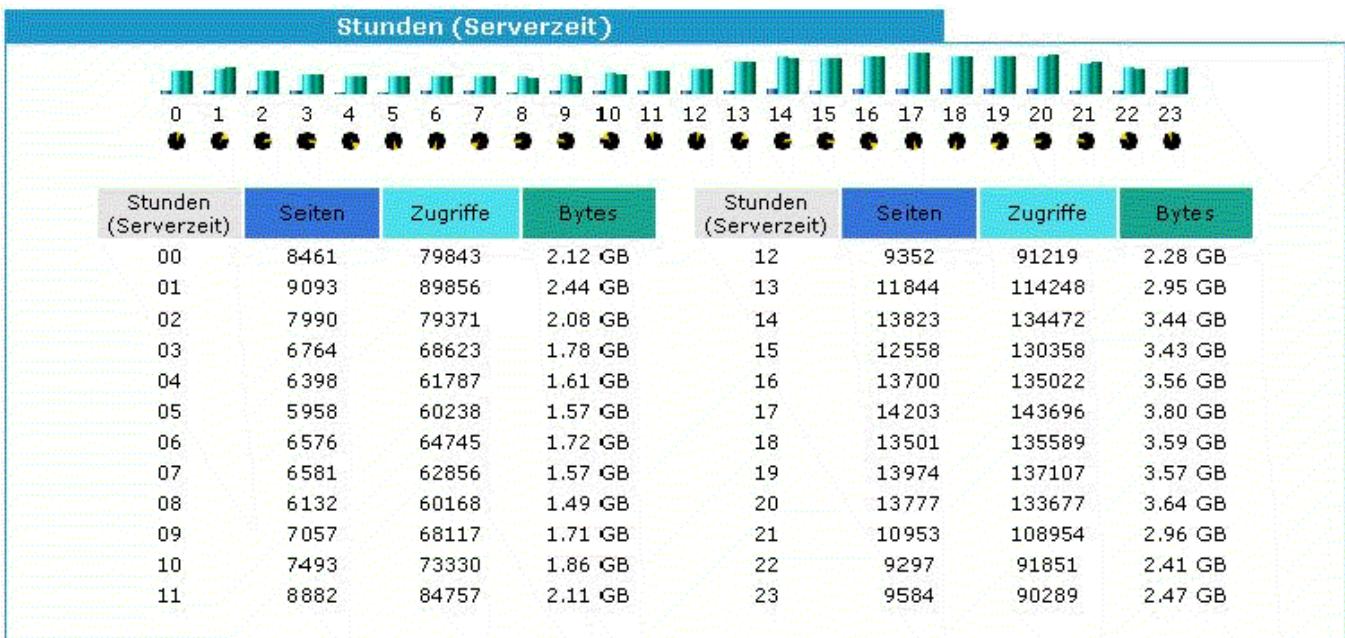 Stunden (Serverzeit)
0 1 2 3 4 5 6 7 8 9 10 11 12 13 14 15 16 17 18 19 20 21 22 23
Stunden (Serverzeit) Seiten Zugriffe Bytes Stunden (Serverzeit) Seiten Zugriffe Bytes
00 8461 79843 2.12 GB 12 9352 91219 2.28 GB
01 9093 89856 2.44 GB 13 11844 114248 2.95 GB
02 7990 79371 2.08 GB 14 13823 134472 3.44 GB
03 6764 68623 1.78 GB 15 12558 130358 3.43 GB
04 6398 61787 1.61 GB 16 13700 135022 3.56 GB
05 5958 60238 1.57 GB 17 14203 143696 3.80 GB
06 6576 64745 1.72 GB 18 13501 135589 3.59 GB
07 6581 62856 1.57 GB 19 13974 137107 3.57 GB
08 6132 60168 1.49 GB 20 13777 133677 3.64 GB
09 7057 68117 1.71 GB 21 10953 108954 2.96 GB
10 7493 73330 1.86 GB 22 9297 91851 2.41 GB
11 8882 84757 2.11 GB 23 9584 90289 2.47 GB